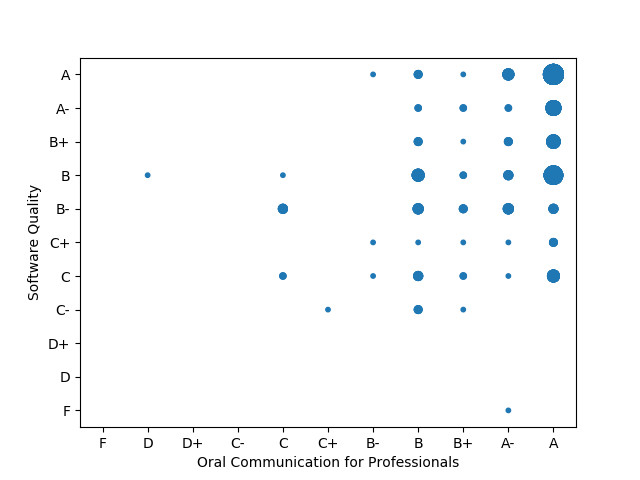 A
A-
B+
B
B-
C+
C
C-
D+
D
F
Software Quality
F D D+ C- C C+ B- B B+ A- A
Oral Communication for Professionals